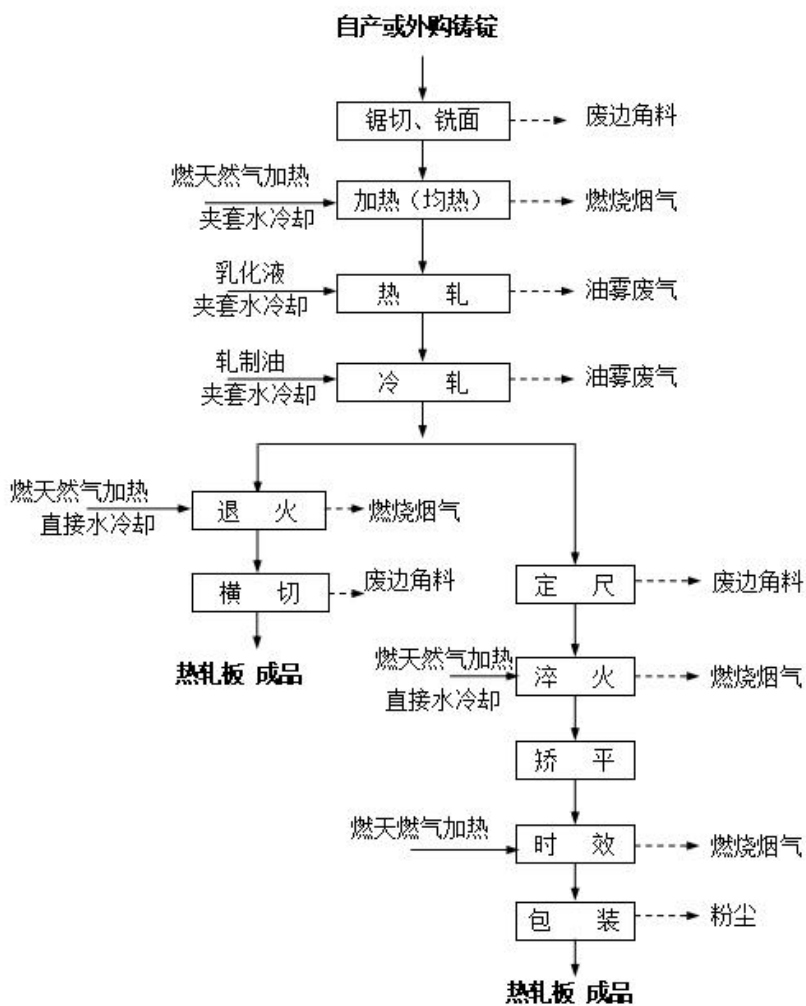 自产或外购铸锭
锯切、铣面
废边角料
燃天然气加热
夹套水冷却
加热（均热）
燃烧烟气
乳化液
夹套水冷却
热 轧
油雾废气
轧制油
夹套水冷却
冷 轧
油雾废气
燃天然气加热
直接水冷却
退 火
燃烧烟气
横 切
废边角料
热轧板 成品
定 尺
废边角料
燃天然气加热
直接水冷却
淬 火
燃烧烟气
矫 平
燃天燃气加热
时 效
燃烧烟气
包 装
粉尘
热轧板 成品